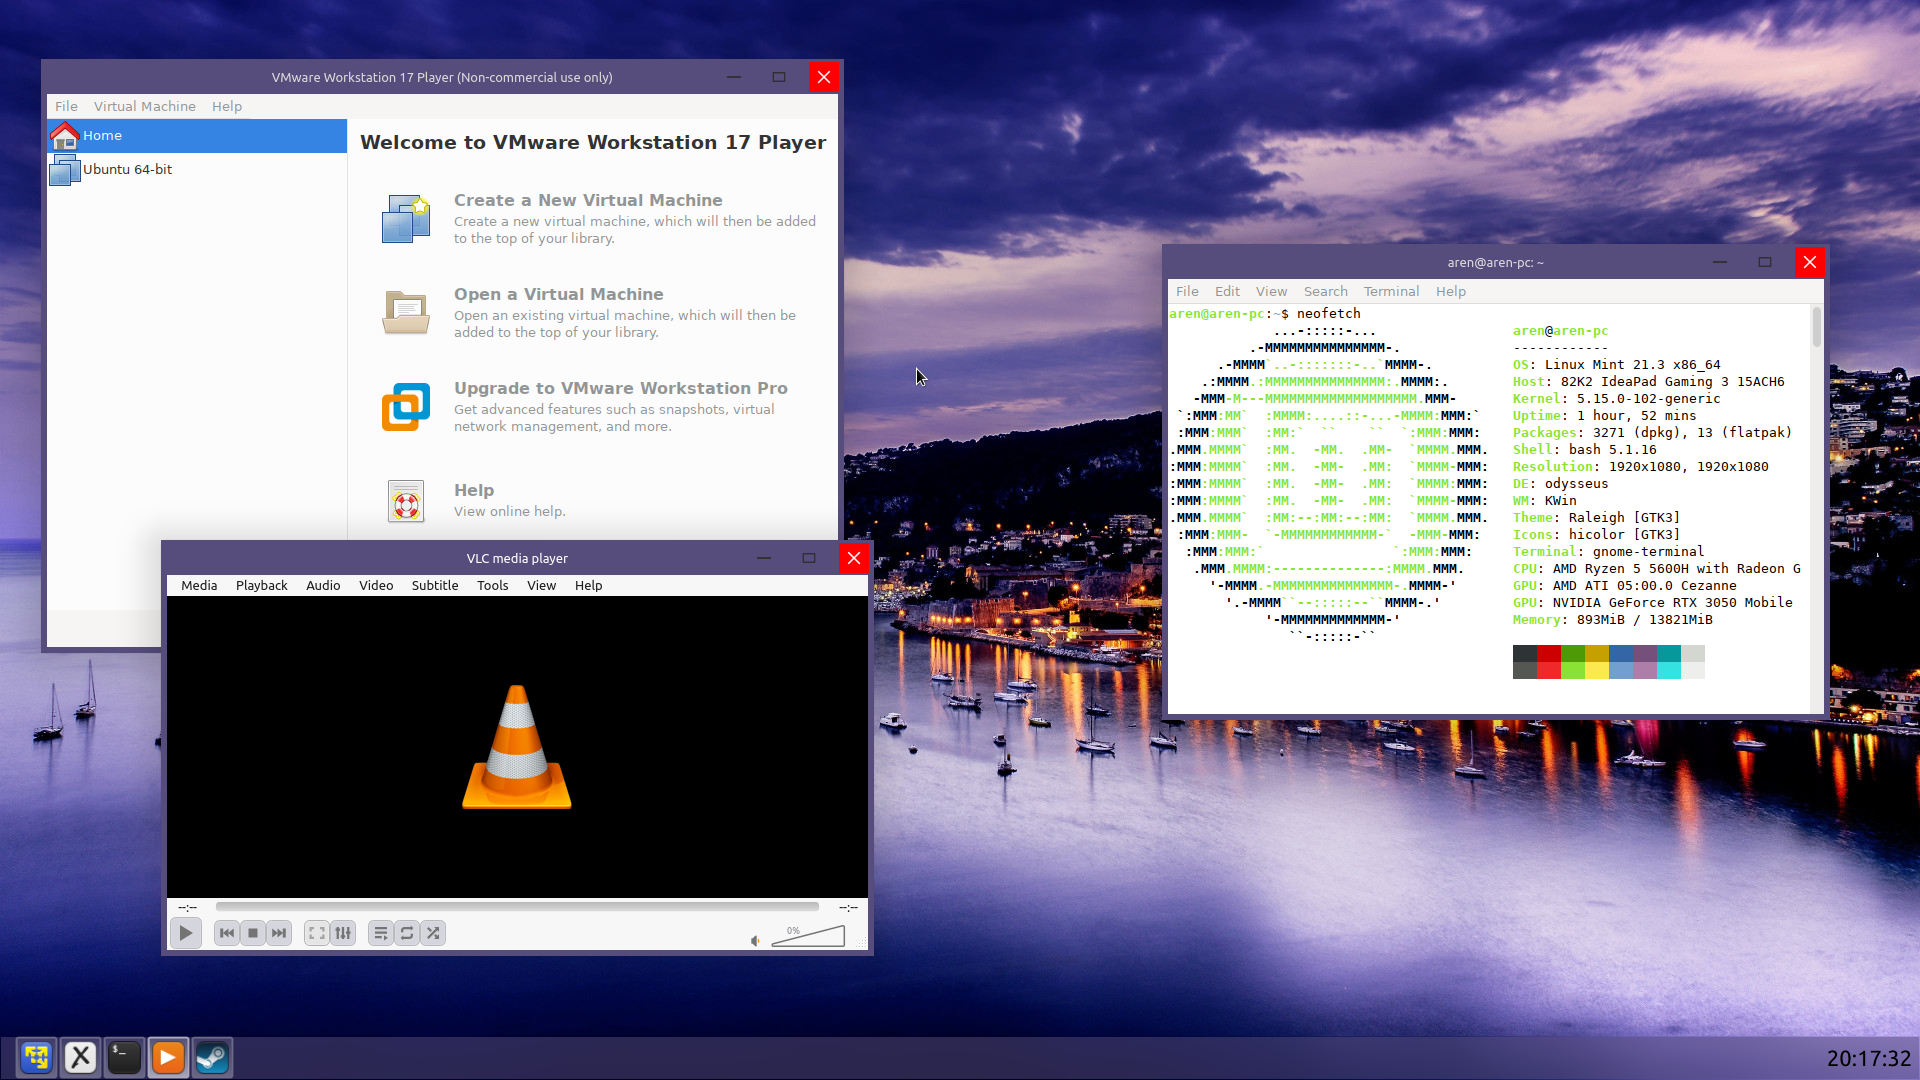 VMware Workstation 17 Player (Non-commercial use only)
File Virtual Machine Help
Home
Ubuntu 64-bit
Welcome to VMware Workstation 17 Player
Create a New Virtual Machine
Create a new virtual machine, which will then be added
to the top of your library.
Open a Virtual Machine
Open an existing virtual machine, which will then be
added to the top of your library.
Upgrade to VMware Workstation Pro
Get advanced features such as snapshots, virtual
network management, and more.
Help
View online help.
VLC media player
Media Playback Audio Video Subtitle Tools View Help
--:-- --:--
0%
aren@aren-pc: ~
File Edit View Search Terminal Help
aren@aren-pc:~$ neofetch
aren@aren-pc
------------
OS: Linux Mint 21.3 x86_64
Host: 82K2 IdeaPad Gaming 3 15ACH6
Kernel: 5.15.0-102-generic
Uptime: 1 hour, 52 mins
Packages: 3271 (dpkg), 13 (flatpak)
Shell: bash 5.1.16
Resolution: 1920x1080, 1920x1080
DE: odysseus
WM: KWin
Theme: Raleigh [GTK3]
Icons: hicolor [GTK3]
Terminal: gnome-terminal
CPU: AMD Ryzen 5 5600H with Radeon G
GPU: AMD ATI 05:00.0 Cezanne
GPU: NVIDIA GeForce RTX 3050 Mobile
Memory: 893MiB / 13821MiB
$_
20:17:32